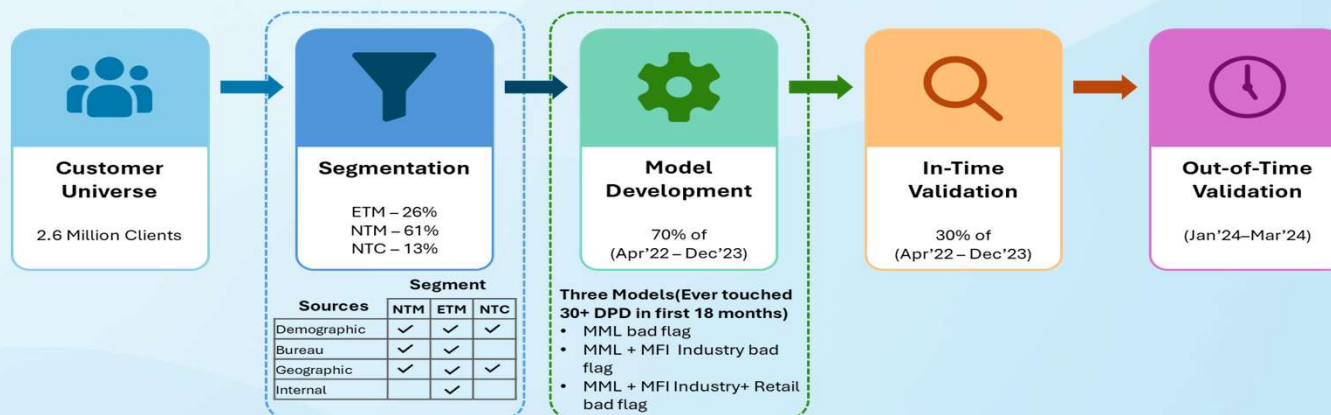 Customer
Universe
2.6 Million Clients
Segmentation
ETM – 26%
NTM – 61%
NTC – 13%
Segment
Sources NTM ETM NTC
Demographic ✓ ✓ ✓
Bureau ✓ ✓
Geographic ✓ ✓ ✓
Internal ✓
Model
Development
70% of
(Apr’22 – Dec’23)
Three Models(Ever touched
30+ DPD in first 18 months)
• MML bad flag
• MML + MFI Industry bad
flag
• MML + MFI Industry+ Retail
bad flag
In-Time
Validation
30% of
(Apr’22 – Dec’23)
Out-of-Time
Validation
(Jan’24–Mar’24)